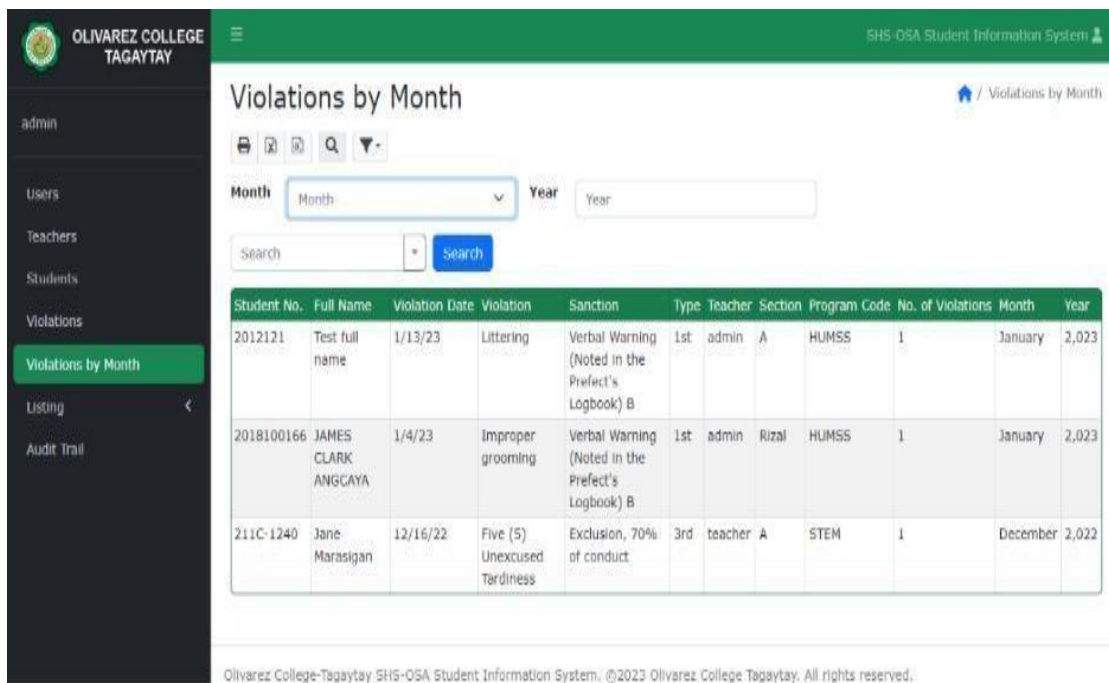 OLIVAREZ COLLEGE
TAGAYTAY
SHS-OSA Student Information System
admin
Users
Teachers
Students
Violations
Violations by Month
Listing
Audit Trail
Violations by Month
/ Violations by Month
Month
Month
Year
Year
Search
Search
Student No. Full Name Violation Date Violation Sanction Type Teacher Section Program Code No. of Violations Month Year
2012121 Test full 1/13/23 Littering Verbal Warning 1st admin A HUMSS 1 January 2,023
name (Noted in the
Prefect's
Logbook) B
2018100166 JAMES 1/4/23 Improper Verbal Warning 1st admin Rizal HUMSS 1 January 2,023
CLARK grooming (Noted in the
ANGCAYA Prefect's
Logbook) B
211C-1240 Jane 12/16/22 Five (5) Exclusion, 70% 3rd teacher A STEM 1 December 2,022
Marasigan Unexcused of conduct
Tardiness
Olivarez College-Tagaytay SHS-OSA Student Information System. ©2023 Olivarez College Tagaytay. All rights reserved.